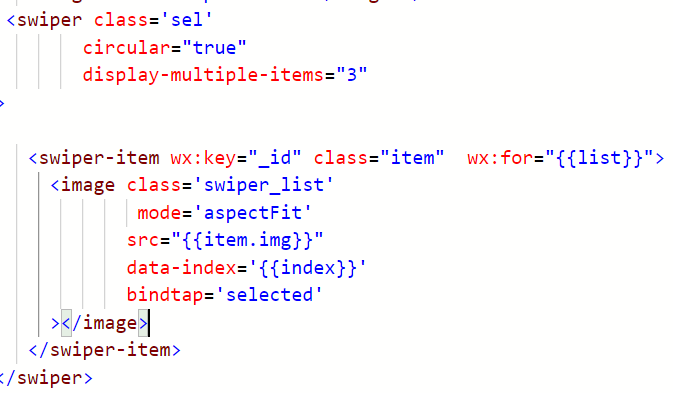 <swiper class='sel'
circular="true"
display-multiple-items="3"
>
<swiper-item wx:key="_id" class="item"  wx:for="{{list}}">
<image class='swiper_list'
mode='aspectFit'
src="{{item.img}}"
data-index='{{index}}'
bindtap='selected'
></image>
</swiper-item>
</swiper>